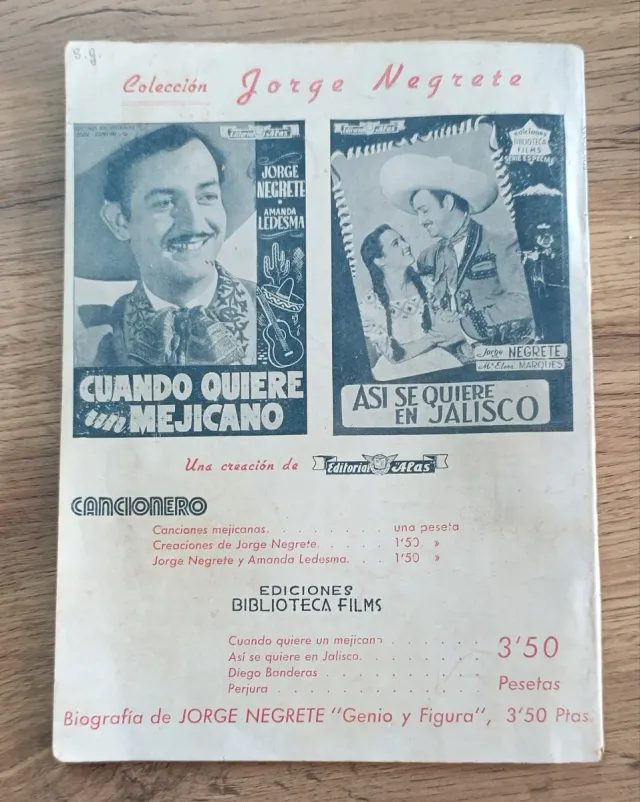 s.g.
Colección Jorge Negrete
Editorial Alas
JORGE
NEGRETE
AMANDA
LEDESMA
CUANDO QUIERE
un MEJICANO
Editorial Alas
ediciones
BIBLIOTECA
FILMS
SERIE ESPECIAL
Jorge NEGRETE
Mª Elena MARQUES
ASI SE QUIERE
EN JALISCO
Una creación de Editorial Alas
CANCIONERO
Canciones mejicanas. . . . . . . . . una peseta
Creaciones de Jorge Negrete. . . . . . 1'50 »
Jorge Negrete y Amanda Ledesma. . . . 1'50 »
EDICIONES
BIBLIOTECA FILMS
Cuando quiere un mejicano . . . . . . .
Así se quiere en Jalisco. . . . . . . . . 3'50
Diego Banderas . . . . . . . . . . .
Perjura . . . . . . . . . . . . . . Pesetas
Biografía de JORGE NEGRETE "Genio y Figura", 3'50 Ptas.